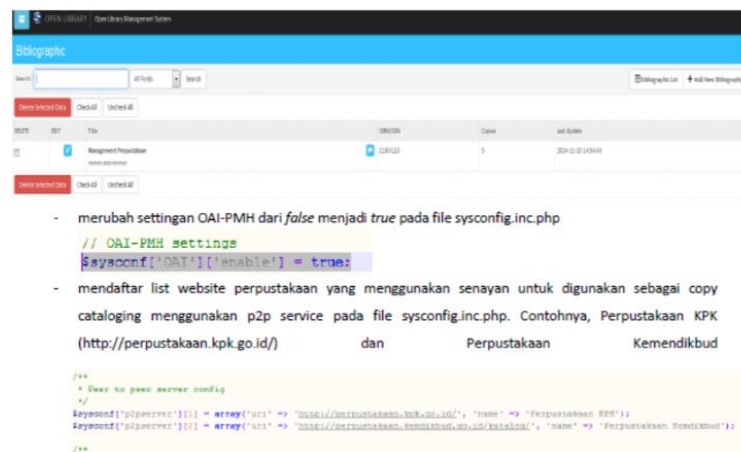 OPEN LIBRARY Open Library Management System
Bibliographic
Search All Fields Search Bibliographic List + Add New Bibliography
Delete Selected Data Check All Uncheck All
DELETE EDIT Title ISBN/ISSN Copies Last Update
Management Perpustakaan 5
Delete Selected Data Check All Uncheck All
- merubah settingan OAI-PMH dari false menjadi true pada file sysconfig.inc.php
// OAI-PMH settings
$sysconf['OAI']['enable'] = true;
- mendaftar list website perpustakaan yang menggunakan senayan untuk digunakan sebagai copy
cataloging menggunakan p2p service pada file sysconfig.inc.php. Contohnya, Perpustakaan KPK
(http://perpustakaan.kpk.go.id/) dan Perpustakaan Kemendikbud
/**
* Peer to peer server config
*/
$sysconf['p2pserver'][1] = array('uri' => 'http://perpustakaan.kpk.go.id/', 'name' => 'Perpustakaan KPK');
$sysconf['p2pserver'][2] = array('uri' => 'http://perpustakaan.kemdikbud.go.id/katalog/', 'name' => 'Perpustakaan Kemdikbud');
/**